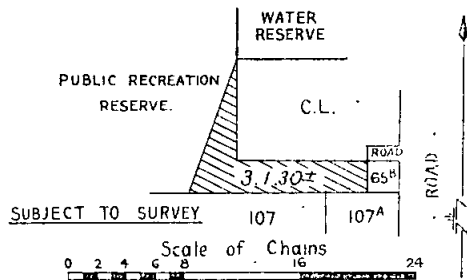 WATER
RESERVE
PUBLIC RECREATION
RESERVE.
C.L.
ROAD
3.1.30±
65B
ROAD
SUBJECT TO SURVEY
107
107A
Scale of Chains
0 2 4 6 8 16 24